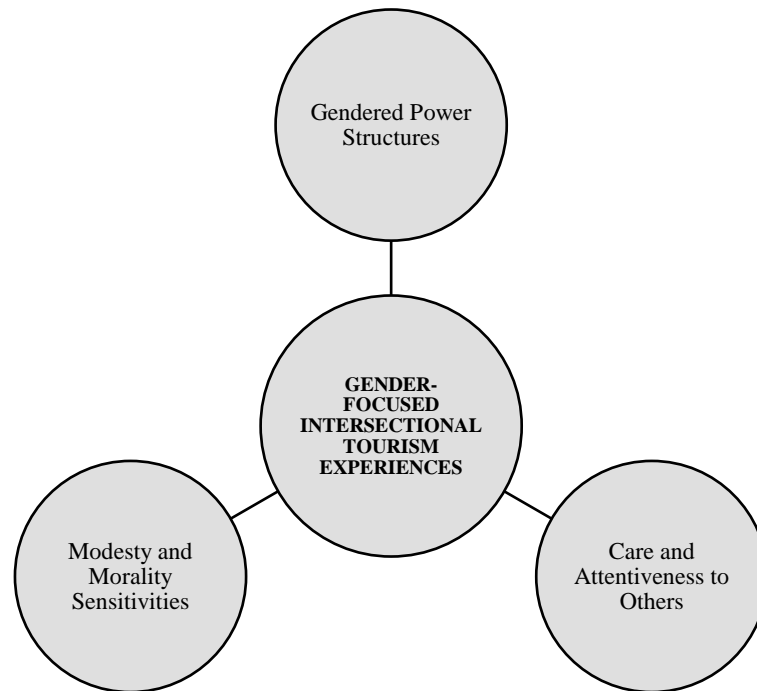 Gendered Power
Structures
GENDER-
FOCUSED
INTERSECTIONAL
TOURISM
EXPERIENCES
Modesty and
Morality
Sensitivities
Care and
Attentiveness to
Others